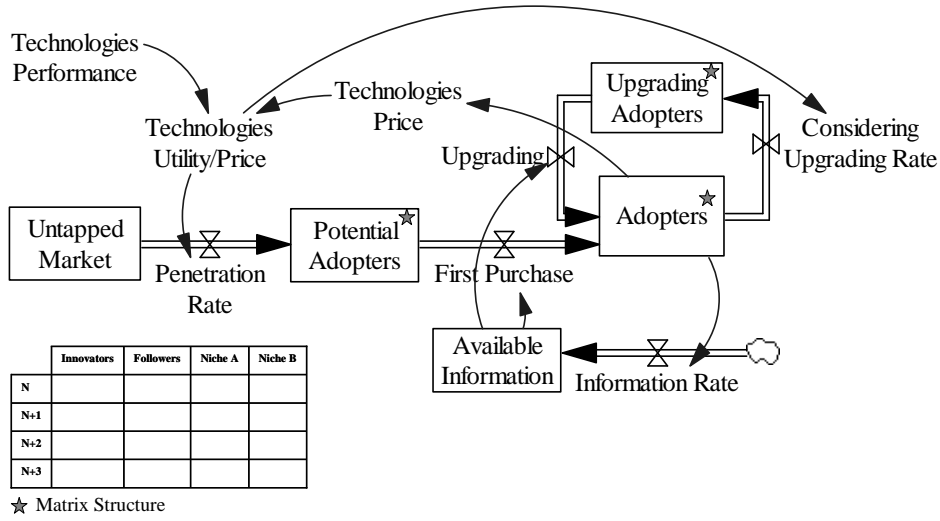 Technologies
Performance
Technologies
Price
Upgrading
Adopters
Considering
Upgrading Rate
Technologies
Utility/Price
Upgrading
Untapped
Market
Potential
Adopters
Adopters
Penetration
Rate
First Purchase
Available
Information
Information Rate
Innovators Followers Niche A Niche B
N
N+1
N+2
N+3
Matrix Structure